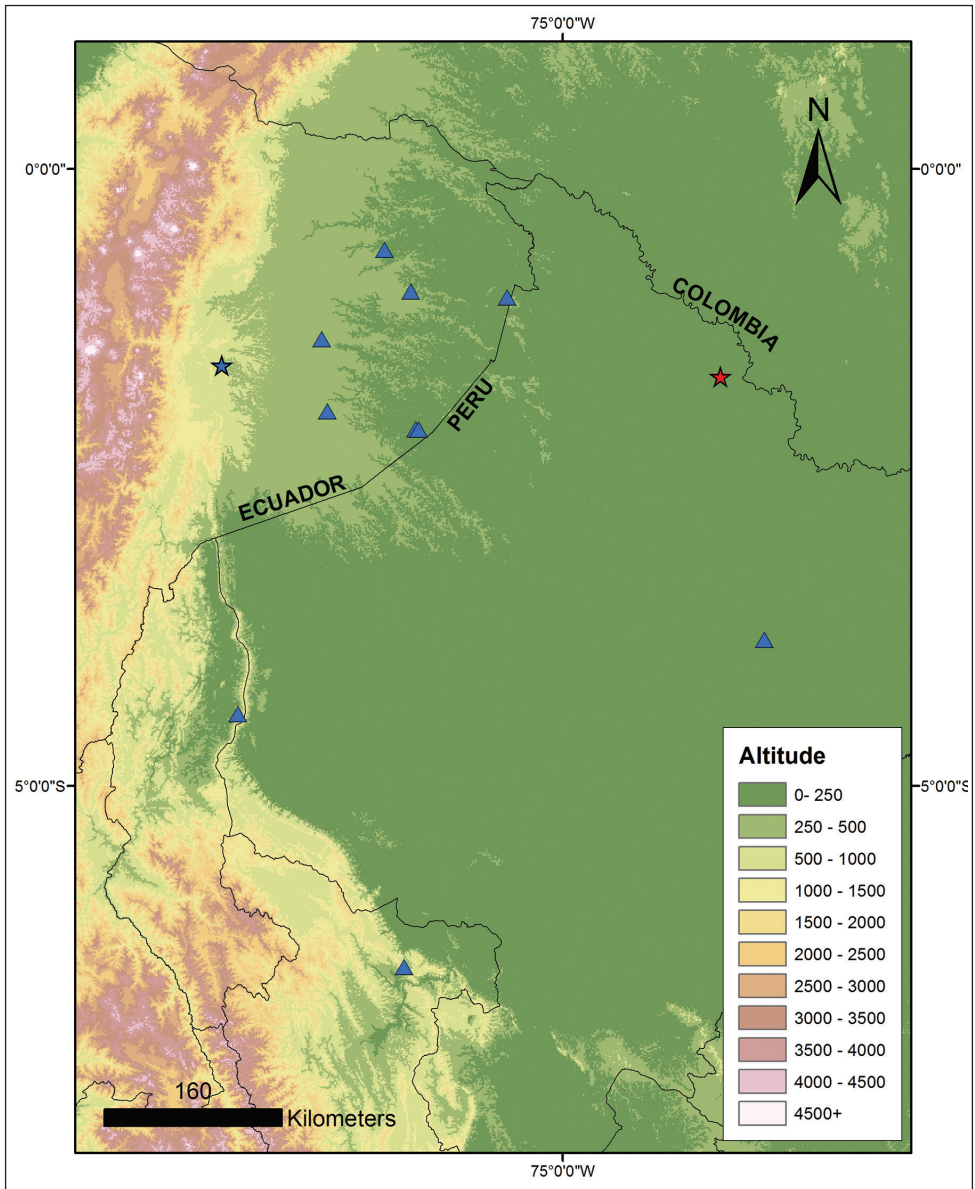 75°0'0"W
N
0°0'0"
0°0'0"
COLOMBIA
PERU
ECUADOR
5°0'0"S
5°0'0"S
Altitude
0- 250
250 - 500
500 - 1000
1000 - 1500
1500 - 2000
2000 - 2500
2500 - 3000
3000 - 3500
3500 - 4000
4000 - 4500
4500+
160
Kilometers
75°0'0"W